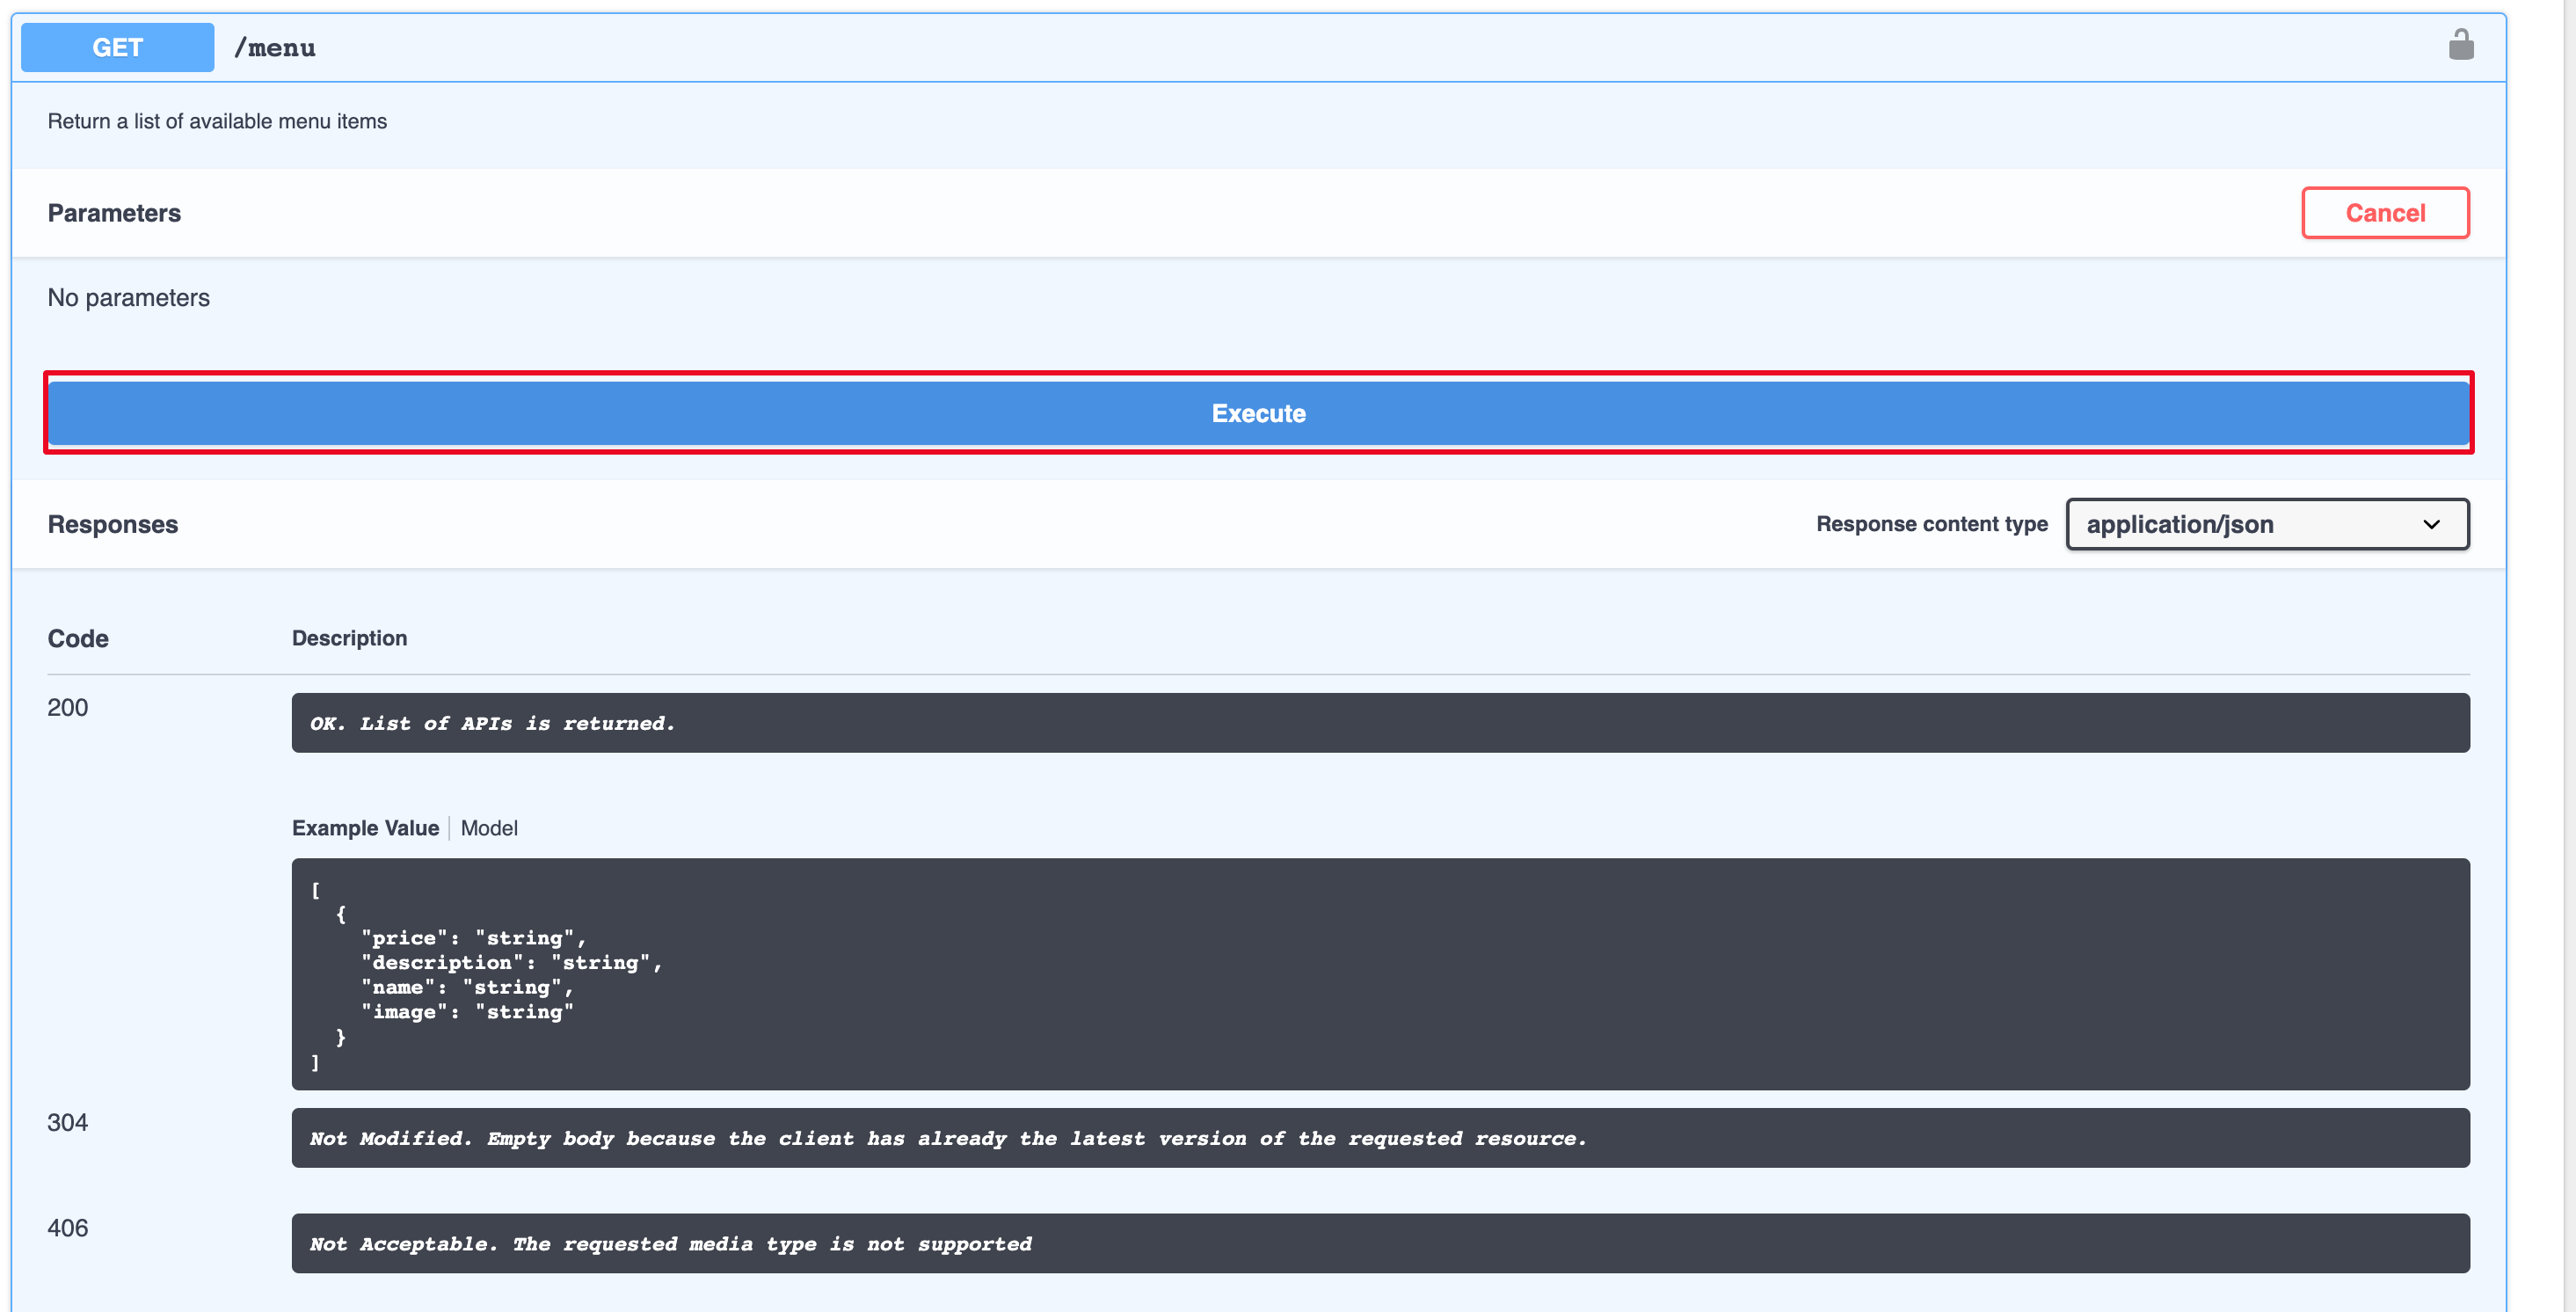 GET /menu
Return a list of available menu items
Parameters
Cancel
No parameters
Execute
Responses
Response content type
application/json
Code Description
200
OK. List of APIs is returned.
Example Value Model
[
  {
    "price": "string",
    "description": "string",
    "name": "string",
    "image": "string"
  }
]
304
Not Modified. Empty body because the client has already the latest version of the requested resource.
406
Not Acceptable. The requested media type is not supported